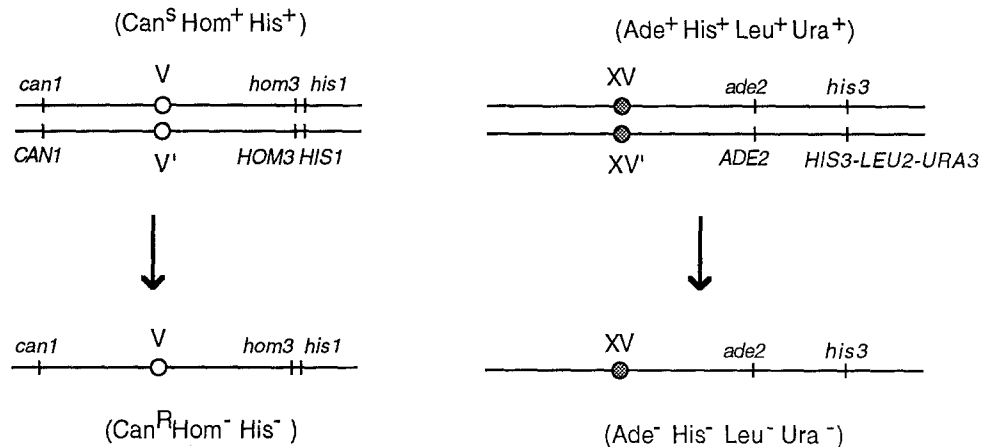 (Can^S Hom^+ His^+)
V
can1 hom3 his1
CAN1 HOM3 HIS1
V'
V
can1 hom3 his1
(Can^R Hom^- His^-)
(Ade^+ His^+ Leu^+ Ura^+)
XV
ade2 his3
ADE2 HIS3-LEU2-URA3
XV'
XV
ade2 his3
(Ade^- His^- Leu^- Ura^-)